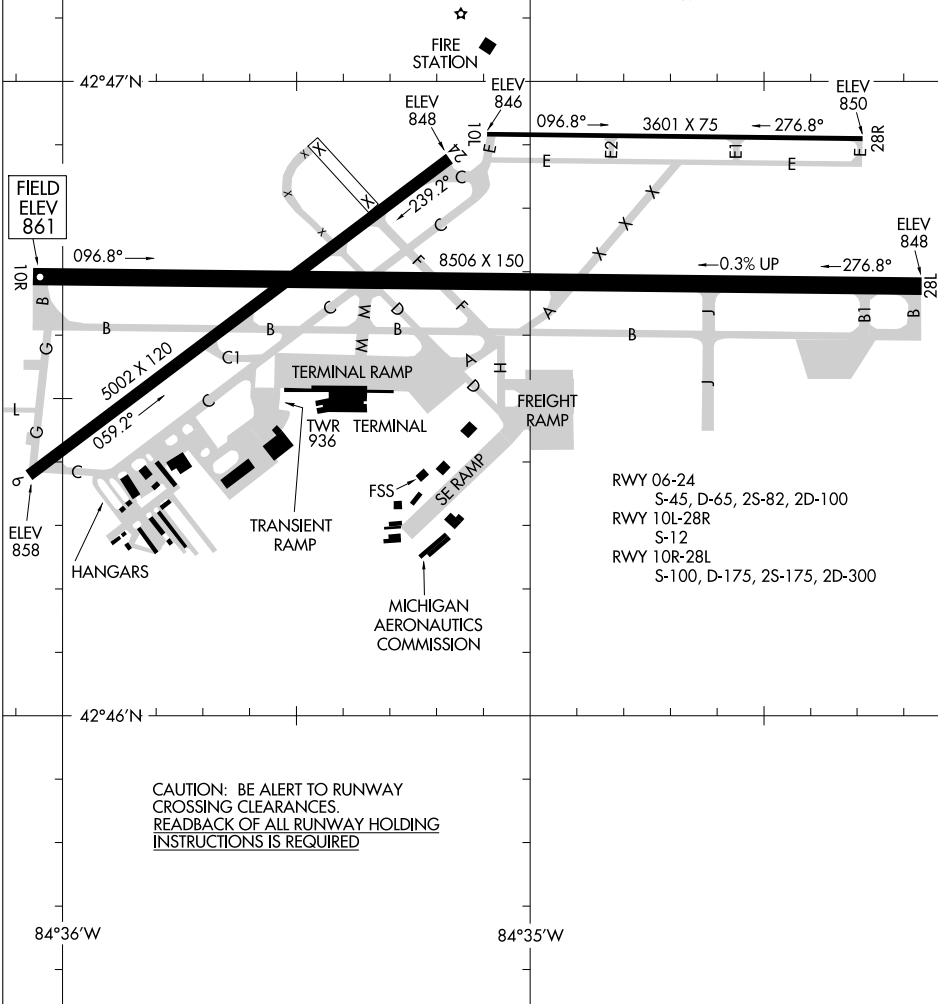 FIRE
STATION
42°47'N
ELEV
846
ELEV
850
ELEV
848
10L
096.8°
3601 X 75
276.8°
28R
E
E2
E1
E
E
E
E
24
C
X
X
X
X
X
239.2°
C
X
X
X
FIELD
ELEV
861
F
ELEV
848
10R
096.8°
8506 X 150
0.3% UP
276.8°
28L
B
B
B
C
W
W
D
B
F
A
B
J
B1
B
G
C1
A
H
D
J
5002 X 120
TERMINAL RAMP
059.2°
C
L
G
TWR
936
TERMINAL
FREIGHT
RAMP
6
C
FSS
SE RAMP
ELEV
858
HANGARS
TRANSIENT
RAMP
RWY 06-24
S-45, D-65, 2S-82, 2D-100
RWY 10L-28R
S-12
RWY 10R-28L
S-100, D-175, 2S-175, 2D-300
MICHIGAN
AERONAUTICS
COMMISSION
42°46'N
CAUTION: BE ALERT TO RUNWAY
CROSSING CLEARANCES.
READBACK OF ALL RUNWAY HOLDING
INSTRUCTIONS IS REQUIRED
84°36'W
84°35'W